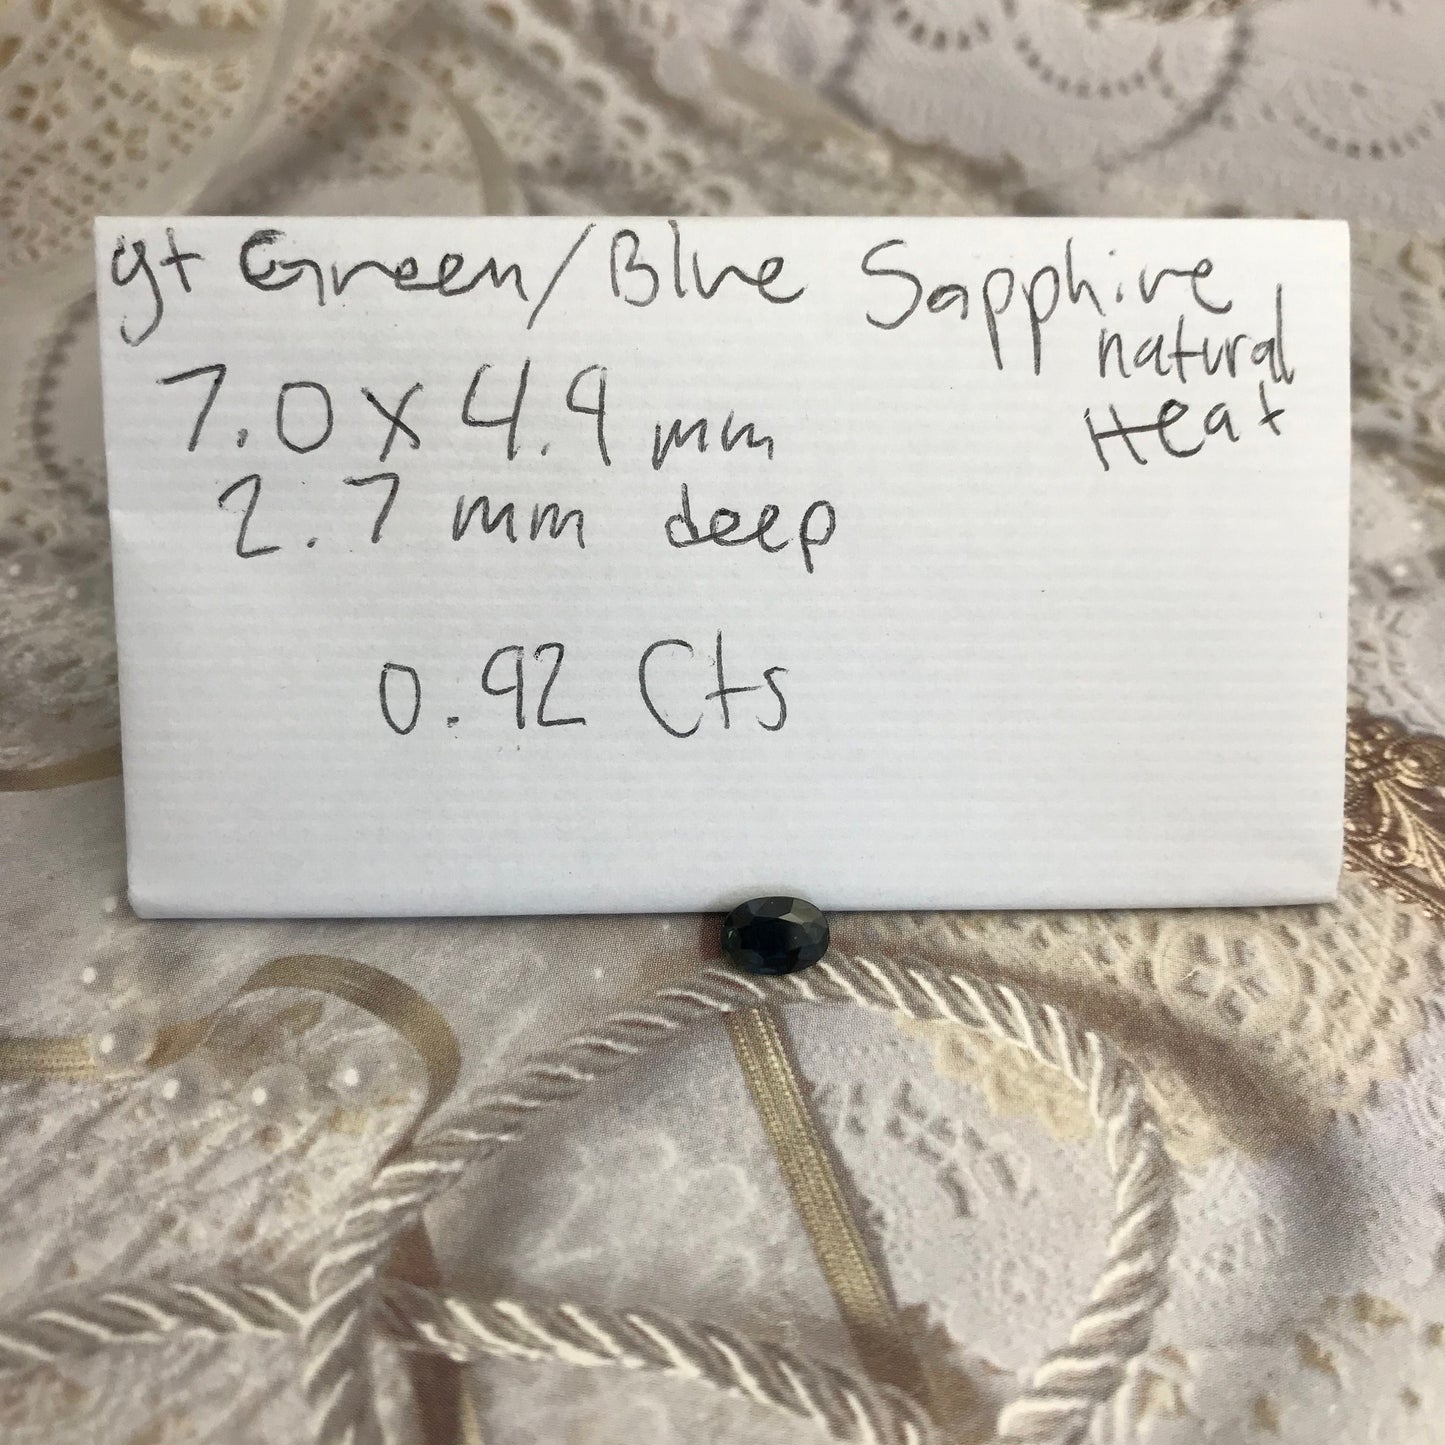 gt Green/Blue Sapphire
natural
Heat
7.0 x 4.9 mm
2.7 mm deep
0.92 Cts